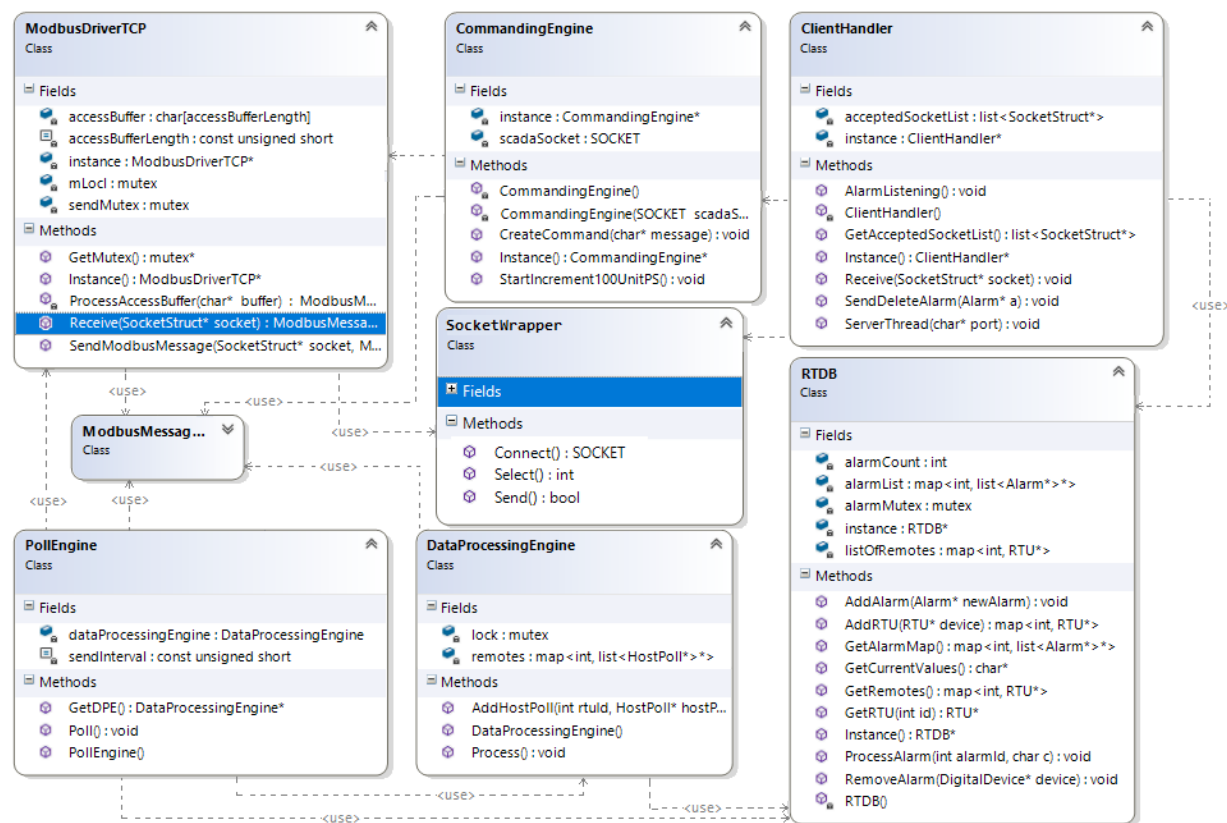 ModbusDriverTCP
Class
Fields
accessBuffer : char[accessBufferLength]
accessBufferLength : const unsigned short
instance : ModbusDriverTCP*
mLocl : mutex
sendMutex : mutex
Methods
GetMutex() : mutex*
Instance() : ModbusDriverTCP*
ProcessAccessBuffer(char* buffer) : ModbusM...
Receive(SocketStruct* socket) : ModbusMessa...
SendModbusMessage(SocketStruct* socket, M...
CommandingEngine
Class
Fields
instance : CommandingEngine*
scadaSocket : SOCKET
Methods
CommandingEngine()
CommandingEngine(SOCKET scadaS...
CreateCommand(char* message) : void
Instance() : CommandingEngine*
StartIncrement100UnitPS() : void
ClientHandler
Class
Fields
acceptedSocketList : list<SocketStruct*>
instance : ClientHandler*
Methods
AlarmListening() : void
ClientHandler()
GetAcceptedSocketList() : list<SocketStruct*>
Instance() : ClientHandler*
Receive(SocketStruct* socket) : void
SendDeleteAlarm(Alarm* a) : void
ServerThread(char* port) : void
<use>
SocketWrapper
Class
Fields
Methods
Connect() : SOCKET
Select() : int
Send() : bool
<use>
<use>
<use>
<use>
ModbusMessag...
Class
<use>
<use>
RTDB
Class
Fields
alarmCount : int
alarmList : map<int, list<Alarm*>*>
alarmMutex : mutex
instance : RTDB*
listOfRemotes : map<int, RTU*>
Methods
AddAlarm(Alarm* newAlarm) : void
AddRTU(RTU* device) : map<int, RTU*>
GetAlarmMap() : map<int, list<Alarm*>*>
GetCurrentValues() : char*
GetRemotes() : map<int, RTU*>
GetRTU(int id) : RTU*
Instance() : RTDB*
ProcessAlarm(int alarmId, char c) : void
RemoveAlarm(DigitalDevice* device) : void
RTDB()
PollEngine
Class
Fields
dataProcessingEngine : DataProcessingEngine
sendInterval : const unsigned short
Methods
GetDPE() : DataProcessingEngine*
Poll() : void
PollEngine()
DataProcessingEngine
Class
Fields
lock : mutex
remotes : map<int, list<HostPoll*>*>
Methods
AddHostPoll(int rtuId, HostPoll* hostP...
DataProcessingEngine()
Process() : void
<use>
<use>
<use>